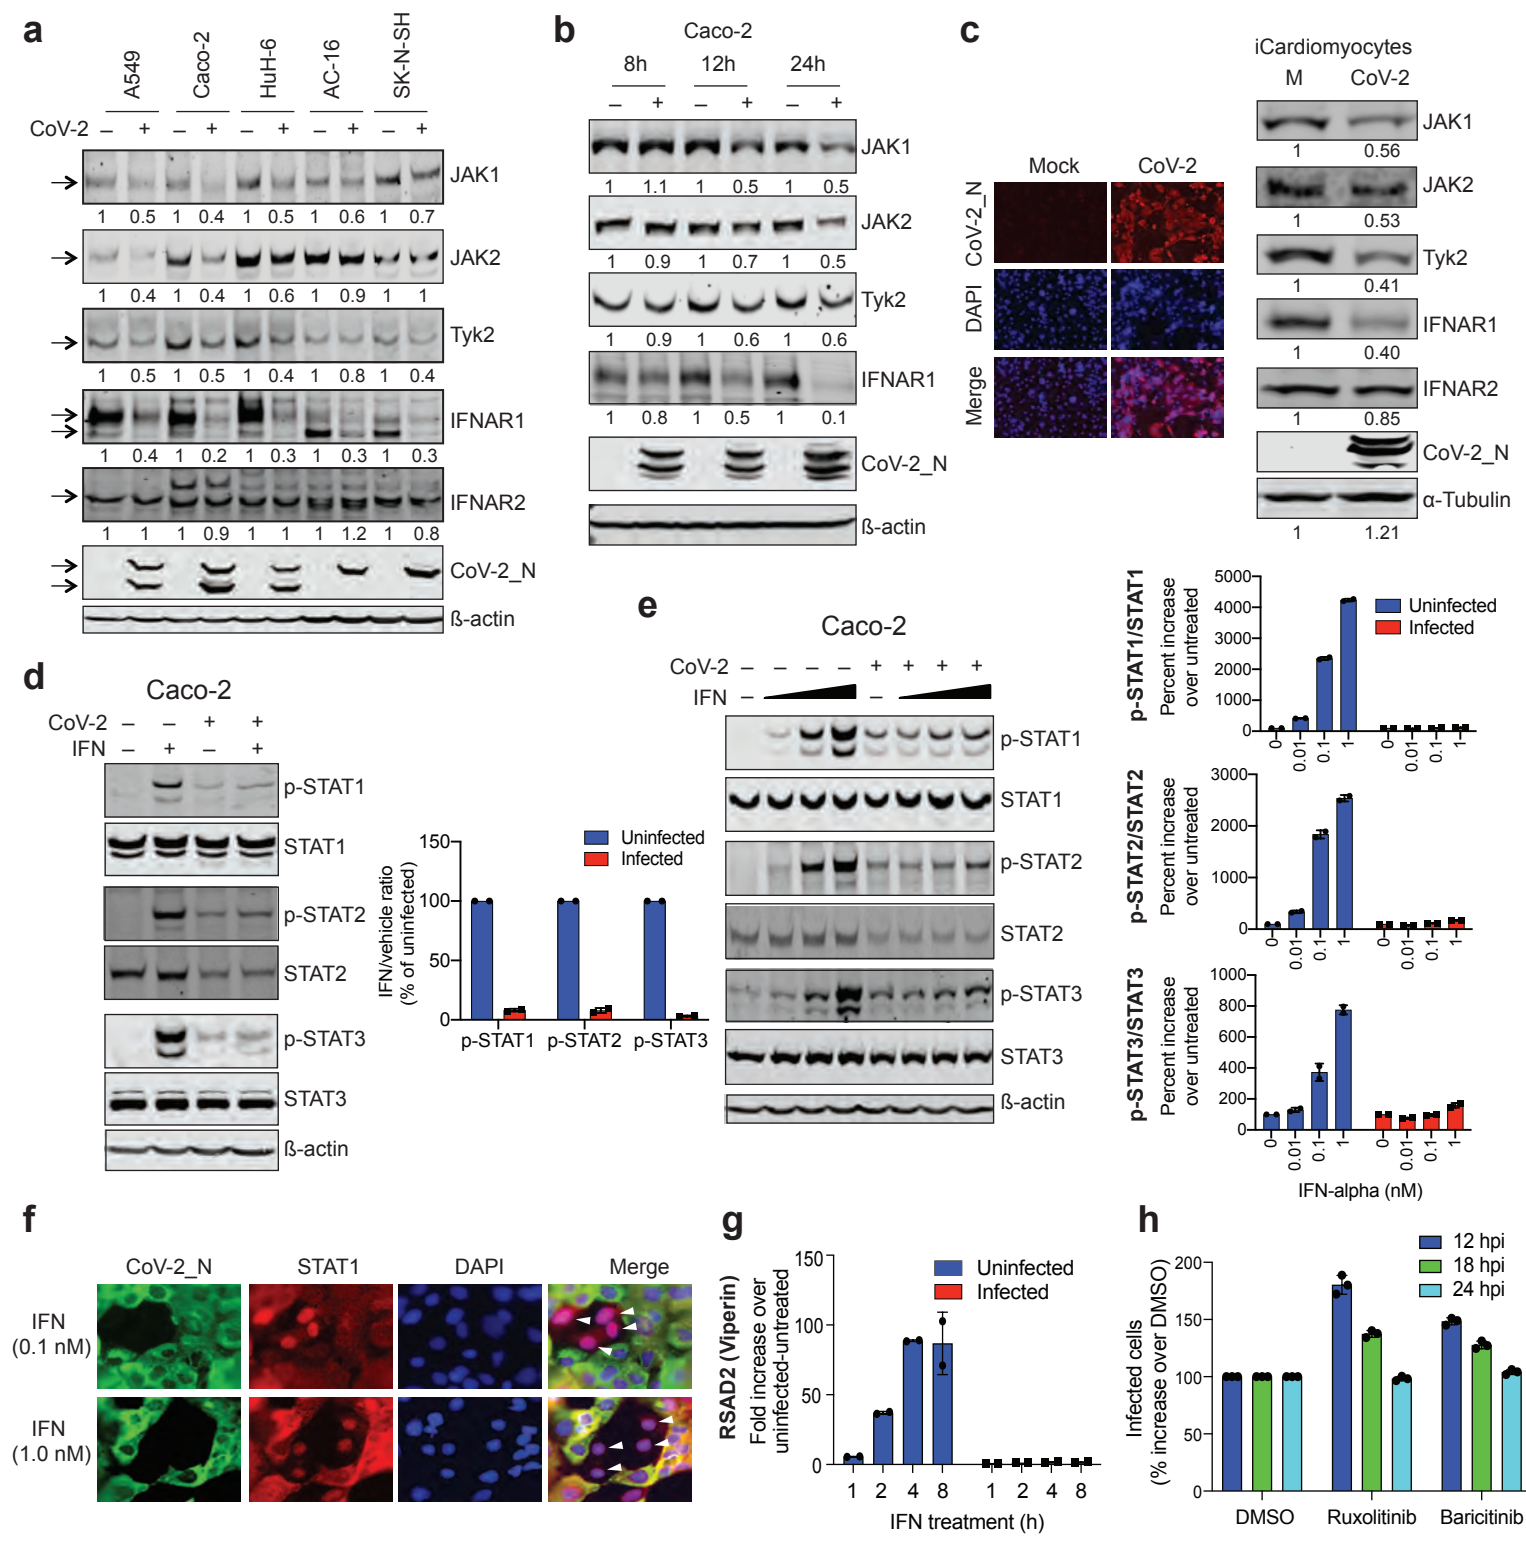 a
A549 Caco-2 HuH-6 AC-16 SK-N-SH
CoV-2 – + – + – + – + – +
JAK1
1 0.5 1 0.4 1 0.5 1 0.6 1 0.7
JAK2
1 0.4 1 0.4 1 0.6 1 0.9 1 1
Tyk2
1 0.5 1 0.5 1 0.4 1 0.8 1 0.4
IFNAR1
1 0.4 1 0.2 1 0.3 1 0.3 1 0.3
IFNAR2
1 1 1 0.9 1 1 1 1.2 1 0.8
CoV-2_N
ß-actin
b
Caco-2
8h 12h 24h
– + – + – +
JAK1
1 1.1 1 0.5 1 0.5
JAK2
1 0.9 1 0.7 1 0.5
Tyk2
1 0.9 1 0.6 1 0.6
IFNAR1
1 0.8 1 0.5 1 0.1
CoV-2_N
ß-actin
c
Mock CoV-2
CoV-2_N
DAPI
Merge
iCardiomyocytes
M CoV-2
JAK1
1 0.56
JAK2
1 0.53
Tyk2
1 0.41
IFNAR1
1 0.40
IFNAR2
1 0.85
CoV-2_N
α-Tubulin
1 1.21
d
Caco-2
CoV-2 – – + +
IFN – + – +
p-STAT1
STAT1
p-STAT2
STAT2
p-STAT3
STAT3
ß-actin
IFN/vehicle ratio
(% of uninfected)
150
100
50
0
Uninfected
Infected
p-STAT1 p-STAT2 p-STAT3
e
Caco-2
CoV-2 – – – – + + + +
IFN – –
p-STAT1
STAT1
p-STAT2
STAT2
p-STAT3
STAT3
ß-actin
p-STAT1/STAT1
Percent increase
over untreated
5000
4000
3000
2000
1000
0
Uninfected
Infected
0 0.01 0.1 1 0 0.01 0.1 1
p-STAT2/STAT2
Percent increase
over untreated
3000
2000
1000
0
0 0.01 0.1 1 0 0.01 0.1 1
p-STAT3/STAT3
Percent increase
over untreated
1000
800
600
400
200
0
0 0.01 0.1 1 0 0.01 0.1 1
IFN-alpha (nM)
f
CoV-2_N STAT1 DAPI Merge
IFN
(0.1 nM)
IFN
(1.0 nM)
g
RSAD2 (Viperin)
Fold increase over
uninfected-untreated
150
100
50
0
Uninfected
Infected
1 2 4 8 1 2 4 8
IFN treatment (h)
h
Infected cells
(% increase over DMSO)
200
150
100
50
0
12 hpi
18 hpi
24 hpi
DMSO Ruxolitinib Baricitinib